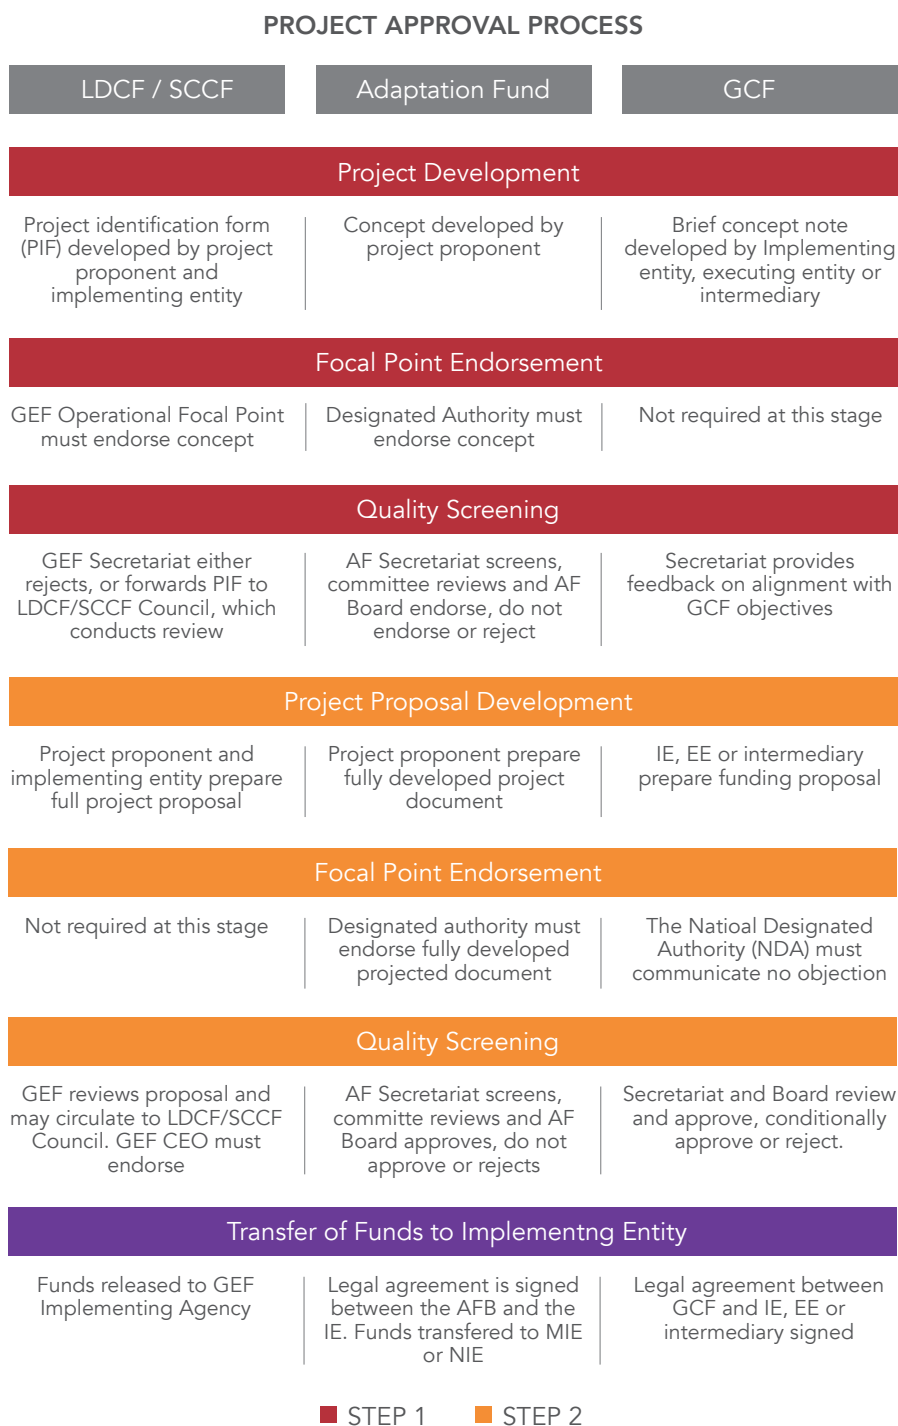 PROJECT APPROVAL PROCESS
LDCF / SCCF
Adaptation Fund
GCF
Project Development
Project identification form
(PIF) developed by project
proponent and
implementing entity
Concept developed by
project proponent
Brief concept note
developed by Implementing
entity, executing entity or
intermediary
Focal Point Endorsement
GEF Operational Focal Point
must endorse concept
Designated Authority must
endorse concept
Not required at this stage
Quality Screening
GEF Secretariat either
rejects, or forwards PIF to
LDCF/SCCF Council, which
conducts review
AF Secretariat screens,
committee reviews and AF
Board endorse, do not
endorse or reject
Secretariat provides
feedback on alignment with
GCF objectives
Project Proposal Development
Project proponent and
implementing entity prepare
full project proposal
Project proponent prepare
fully developed project
document
IE, EE or intermediary
prepare funding proposal
Focal Point Endorsement
Not required at this stage
Designated authority must
endorse fully developed
projected document
The Natioal Designated
Authority (NDA) must
communicate no objection
Quality Screening
GEF reviews proposal and
may circulate to LDCF/SCCF
Council. GEF CEO must
endorse
AF Secretariat screens,
committe reviews and AF
Board approves, do not
approve or rejects
Secretariat and Board review
and approve, conditionally
approve or reject.
Transfer of Funds to Implementng Entity
Funds released to GEF
Implementing Agency
Legal agreement is signed
between the AFB and the
IE. Funds transfered to MIE
or NIE
Legal agreement between
GCF and IE, EE or
intermediary signed
STEP 1
STEP 2